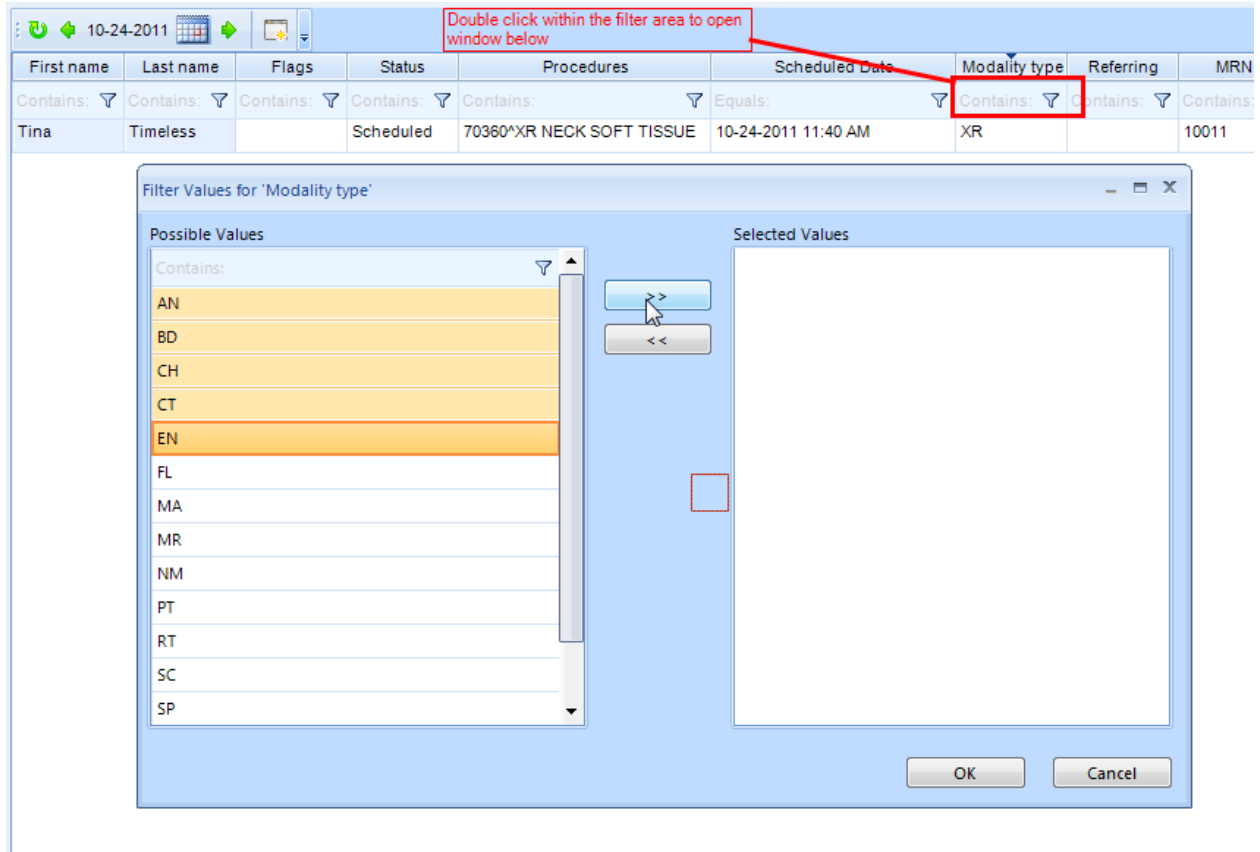 Double click within the filter area to open
window below
10-24-2011
First name Last name Flags Status Procedures Scheduled Date Modality type Referring MRN
Contains: Contains: Contains: Contains: Contains: Equals: Contains: Contains: Contains:
Tina Timeless Scheduled 70360^XR NECK SOFT TISSUE 10-24-2011 11:40 AM XR 10011
Filter Values for 'Modality type'
Possible Values Selected Values
Contains:
>>
AN
BD
<<
CH
CT
EN
FL
MA
MR
NM
PT
RT
SC
SP
OK Cancel